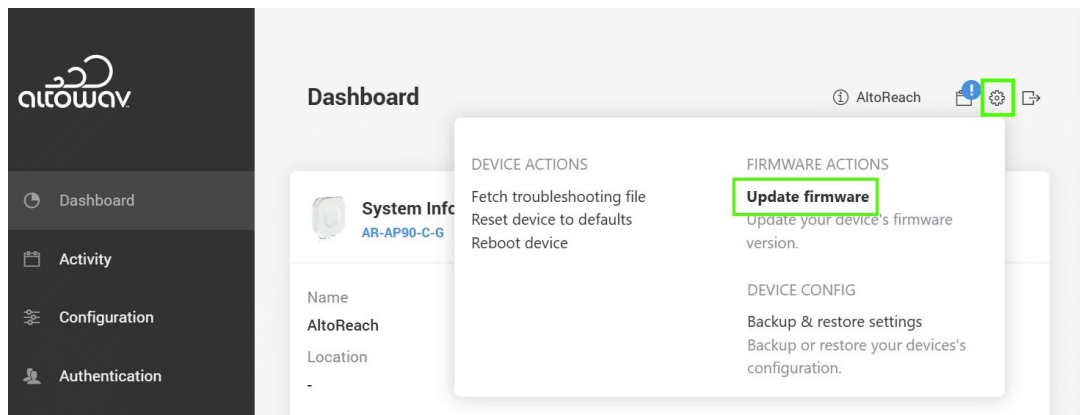 altowav
Dashboard
AltoReach
DEVICE ACTIONS
Fetch troubleshooting file
Reset device to defaults
Reboot device
FIRMWARE ACTIONS
Update firmware
Update your device's firmware
version.
DEVICE CONFIG
Backup & restore settings
Backup or restore your devices's
configuration.
Dashboard
Activity
Configuration
Authentication
System Info
AR-AP90-C-G
Name
AltoReach
Location
-